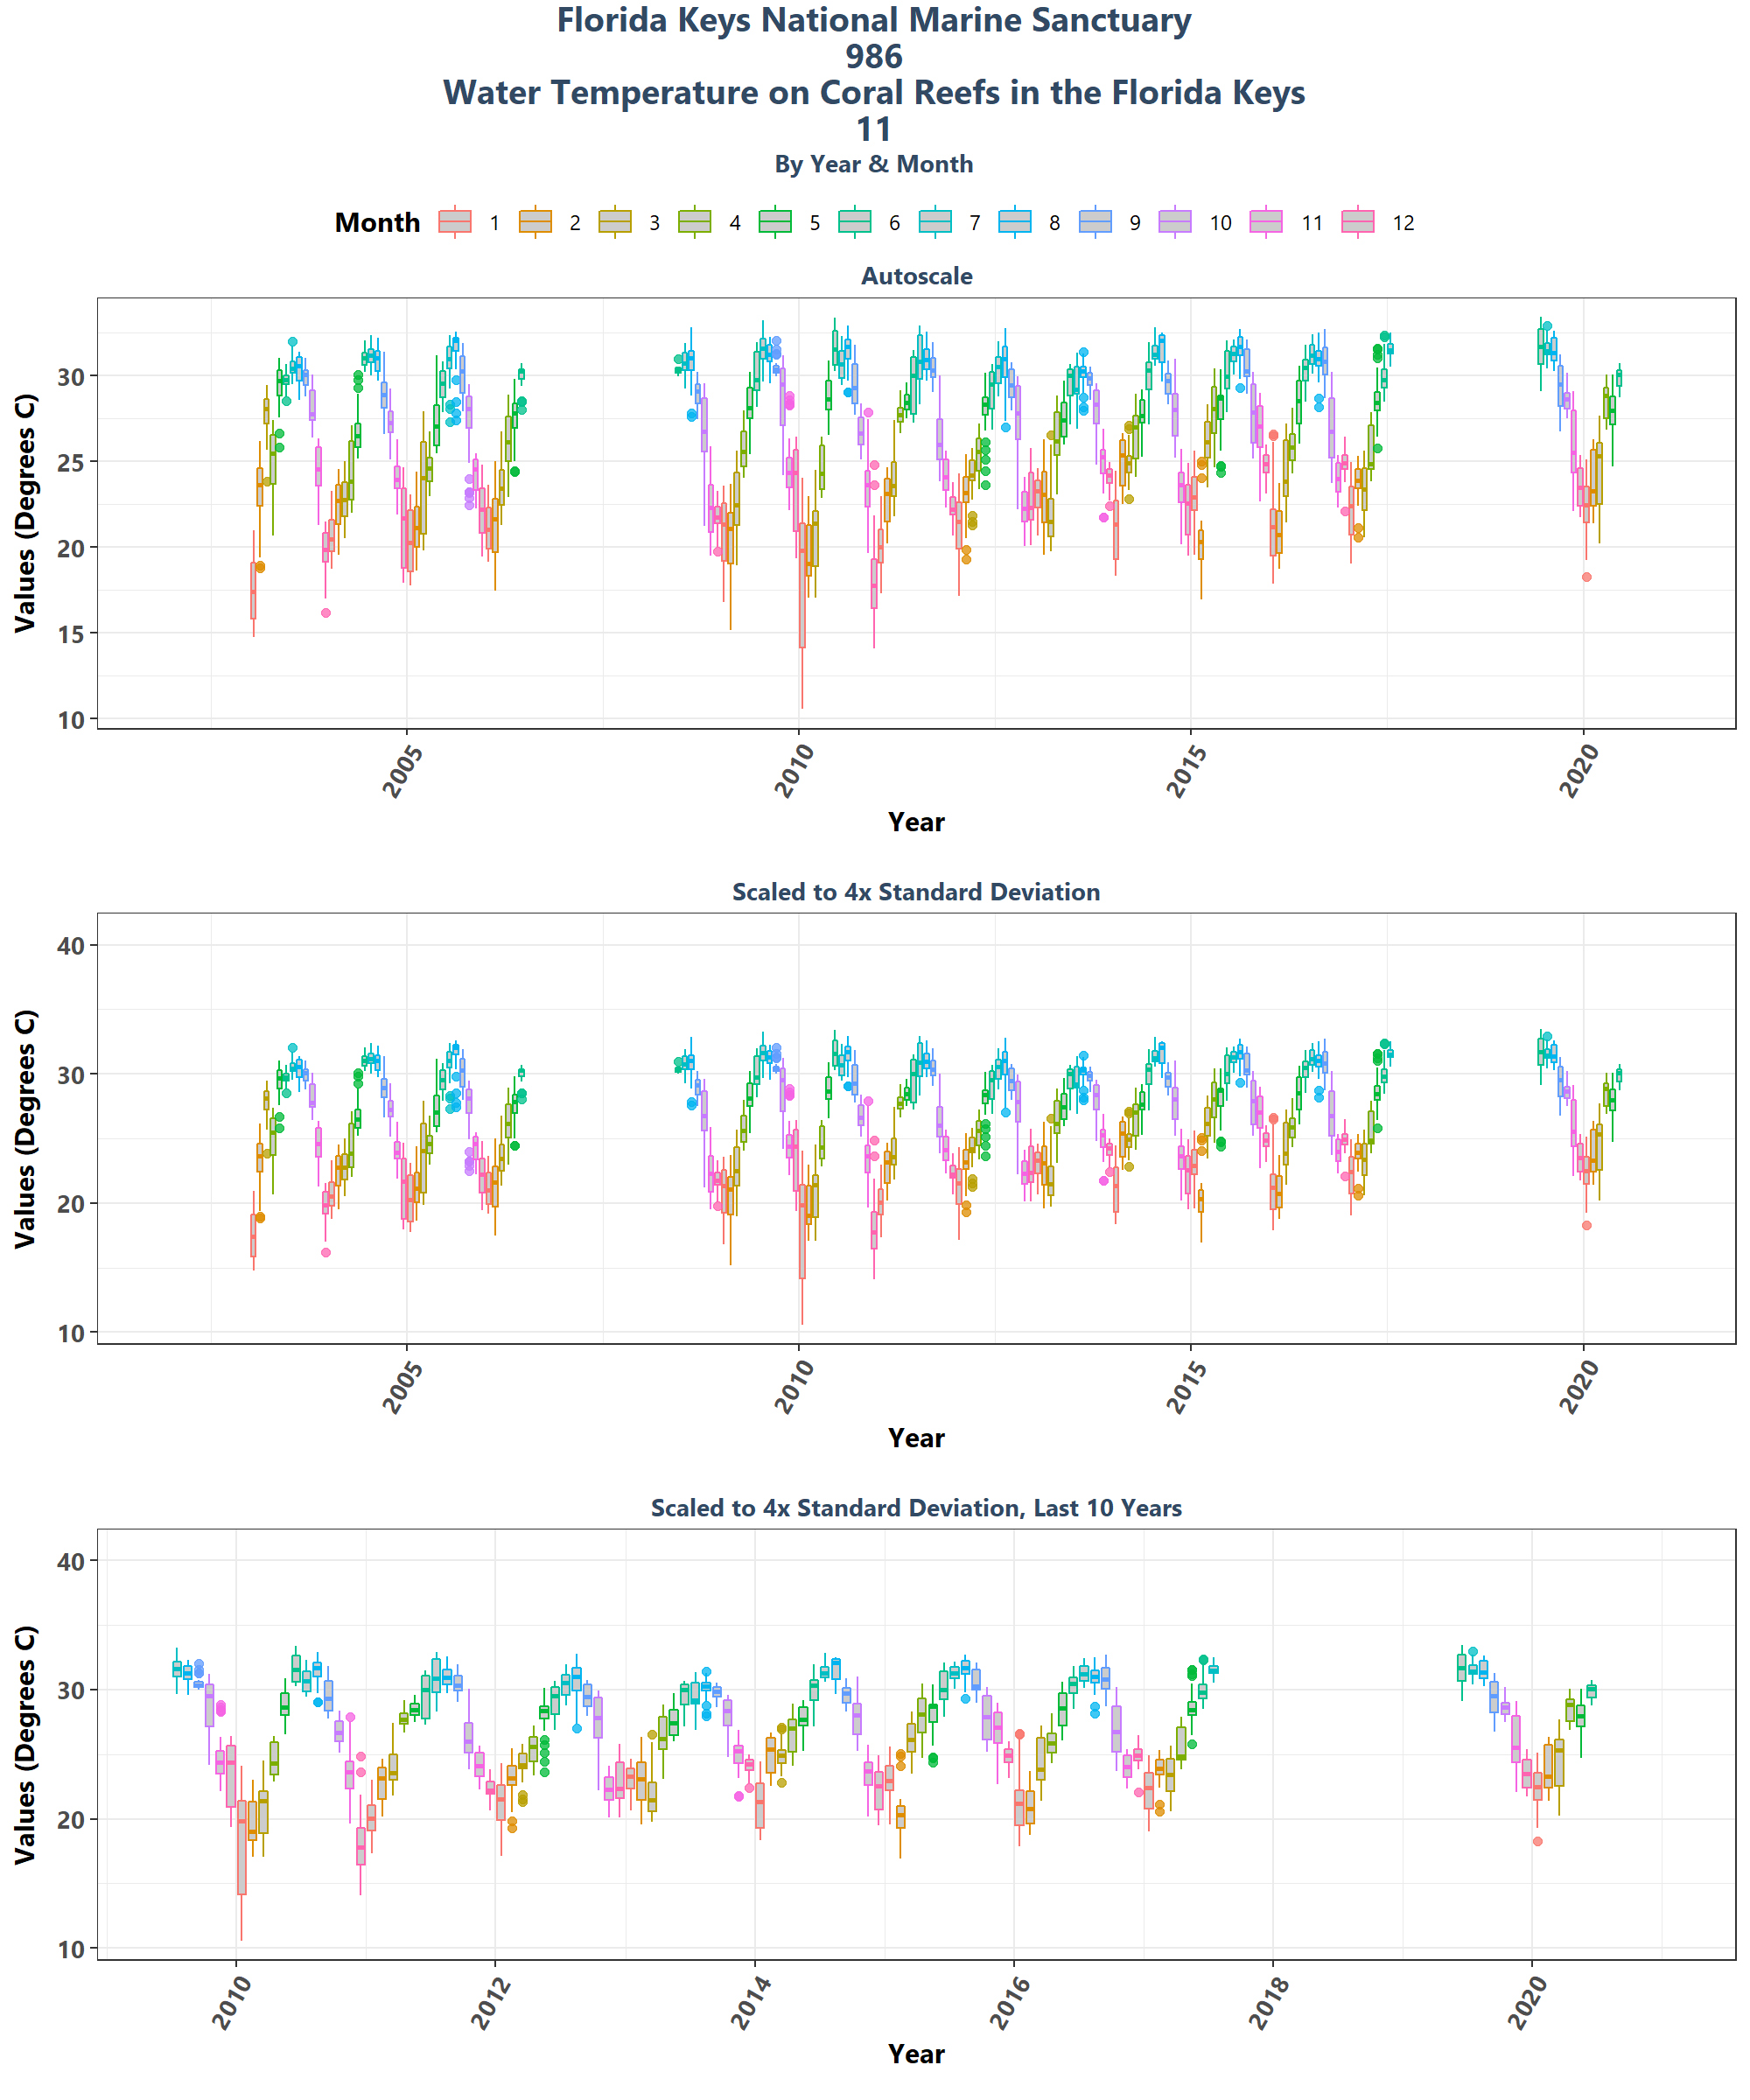 Florida Keys National Marine Sanctuary
986
Water Temperature on Coral Reefs in the Florida Keys
11
By Year & Month
Month 1 2 3 4 5 6 7 8 9 10 11 12
Autoscale
Values (Degrees C)
30
25
20
15
10
2005 2010 2015 2020
Year
Scaled to 4x Standard Deviation
Values (Degrees C)
40
30
20
10
2005 2010 2015 2020
Year
Scaled to 4x Standard Deviation, Last 10 Years
Values (Degrees C)
40
30
20
10
2010 2012 2014 2016 2018 2020
Year